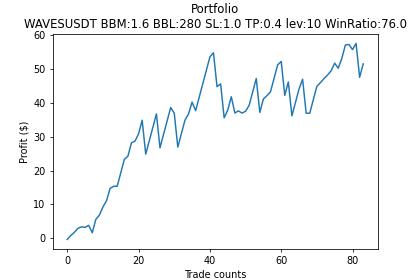 Portfolio
WAVESUSDT BBM:1.6 BBL:280 SL:1.0 TP:0.4 lev:10 WinRatio:76.0
Profit ($)
60
50
40
30
20
10
0
0 20 40 60 80
Trade counts